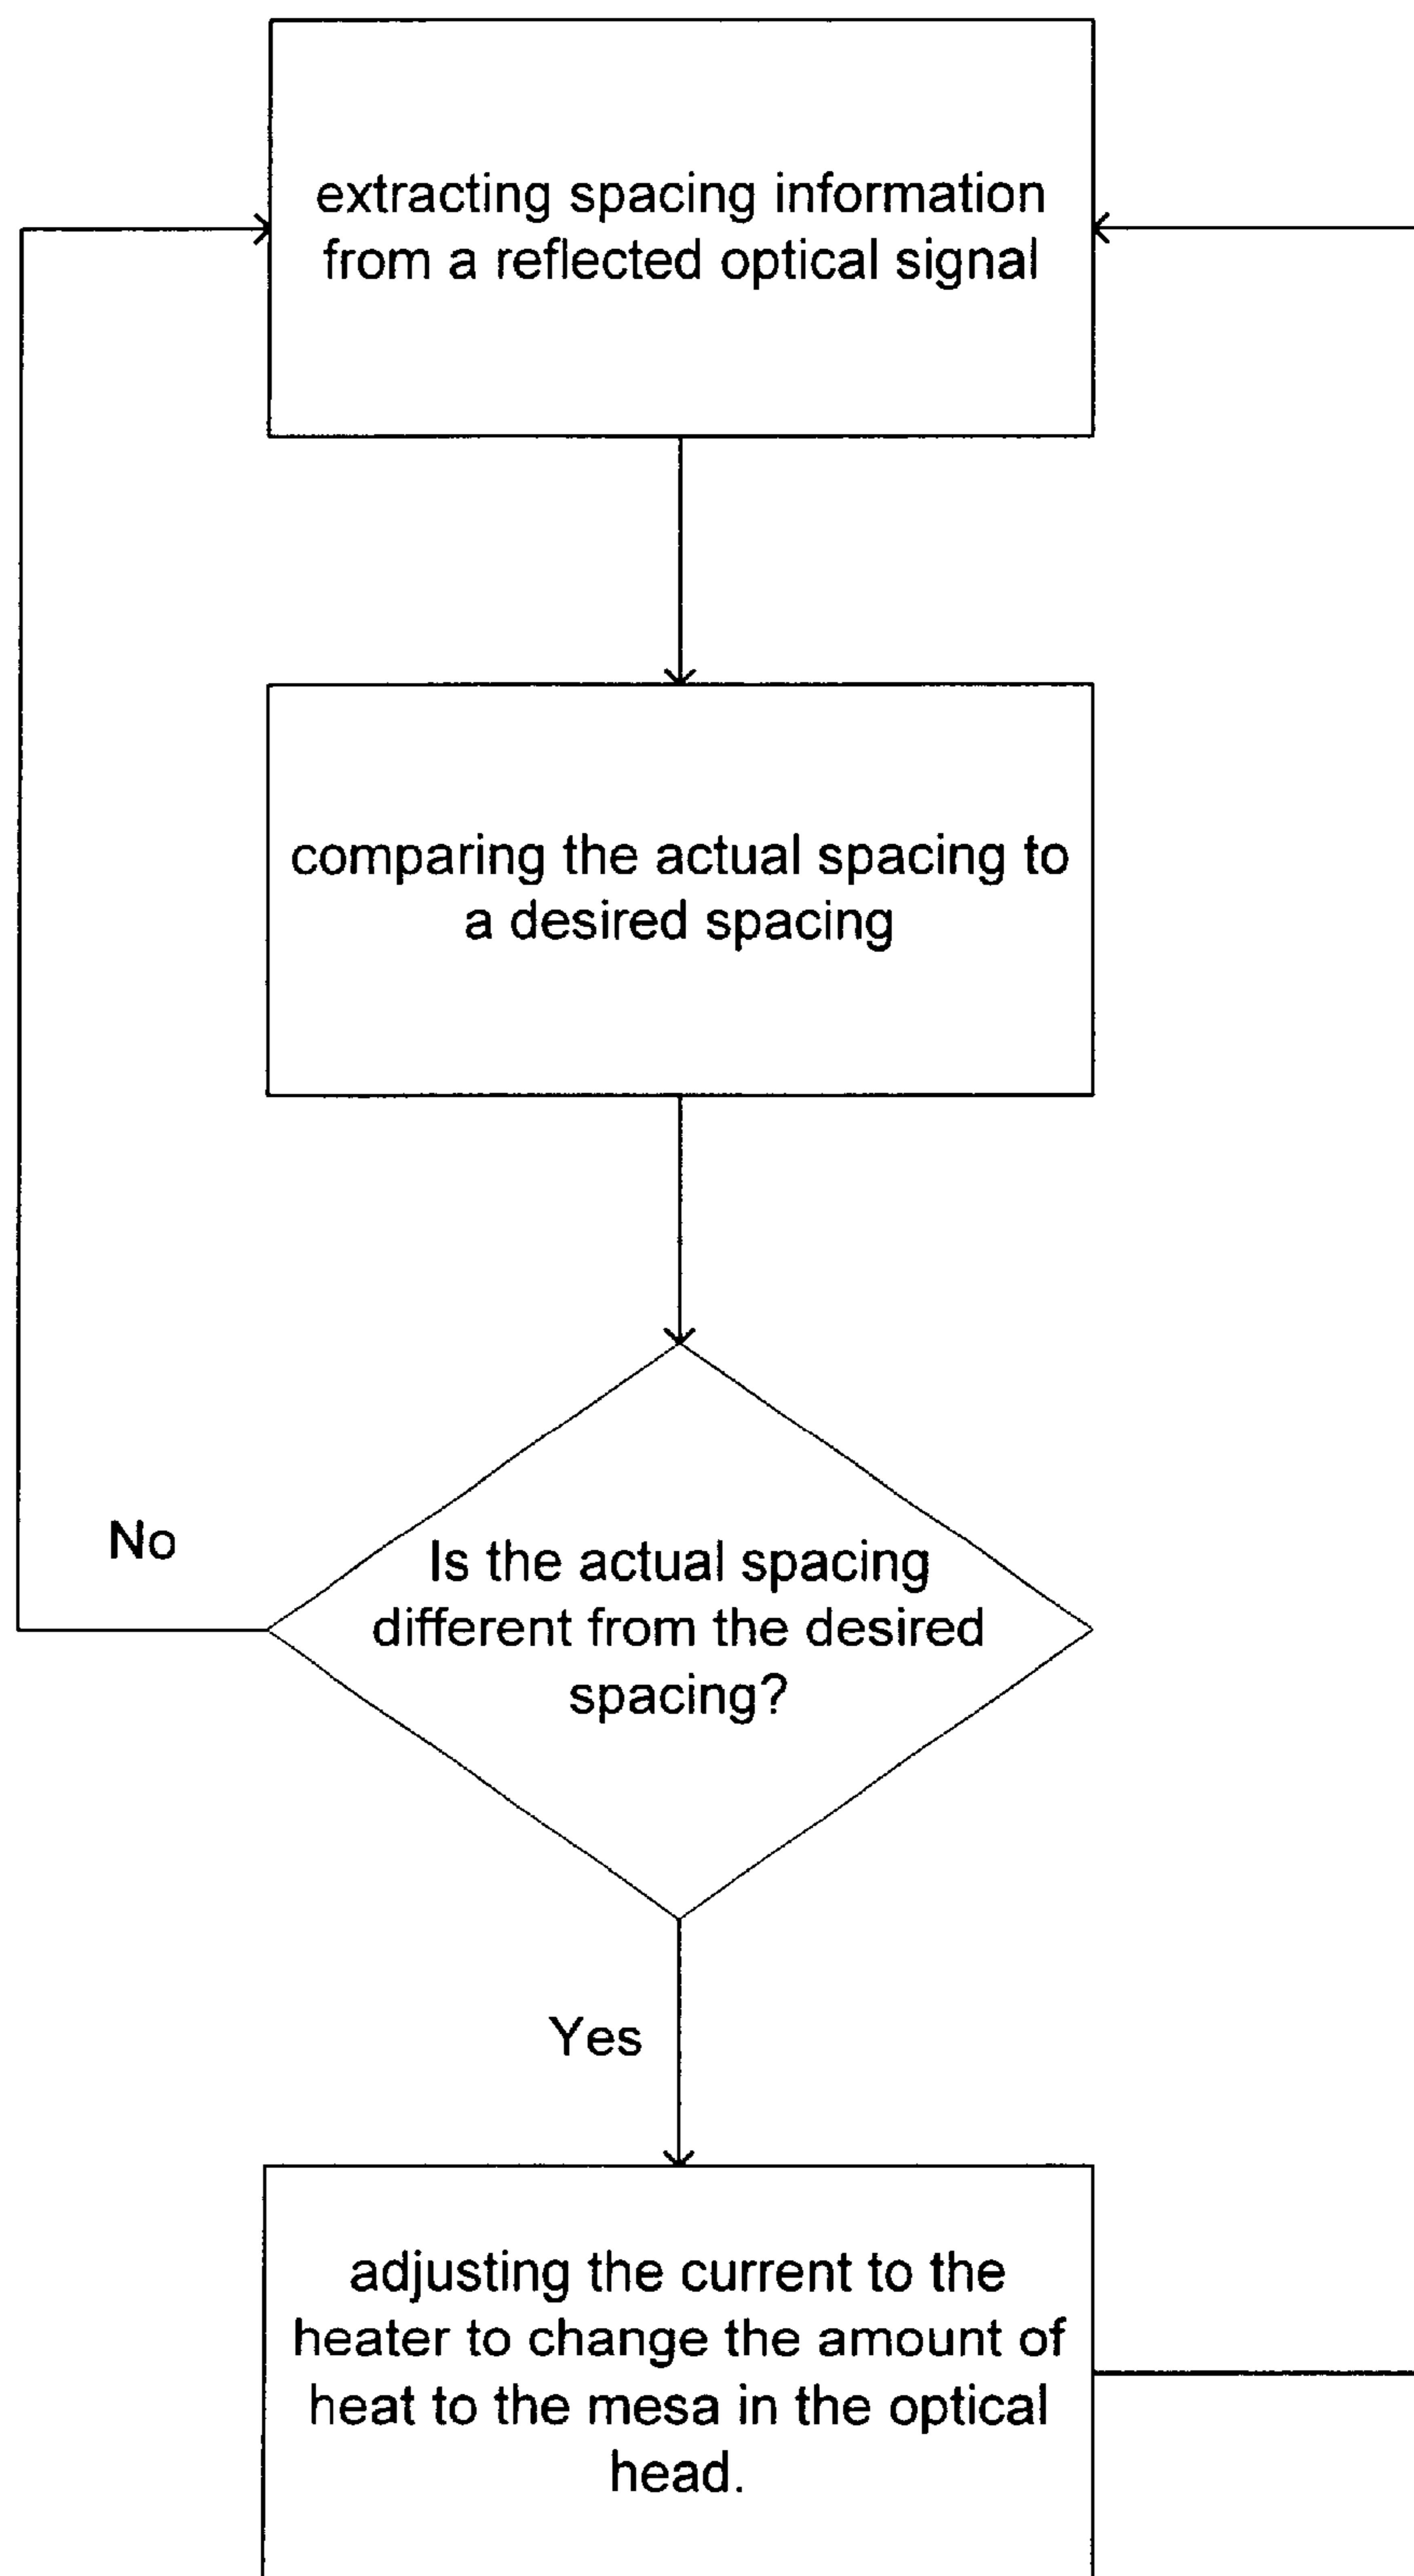 extracting spacing information
from a reflected optical signal
comparing the actual spacing to
a desired spacing
No
Is the actual spacing
different from the desired
spacing?
Yes
adjusting the current to the
heater to change the amount of
heat to the mesa in the optical
head.